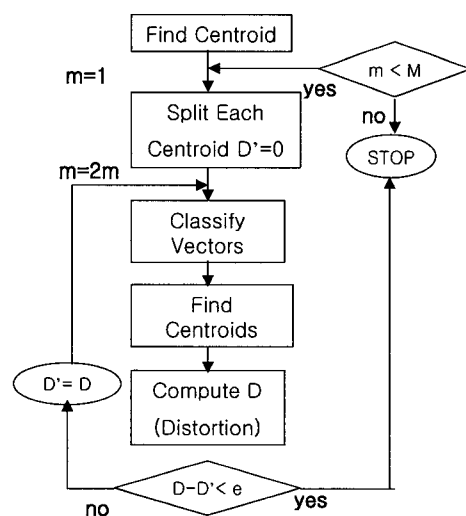 Find Centroid
m=1
m < M
yes
no
Split Each
Centroid D'=0
STOP
m=2m
Classify
Vectors
Find
Centroids
D'= D
Compute D
(Distortion)
D-D'< e
no
yes